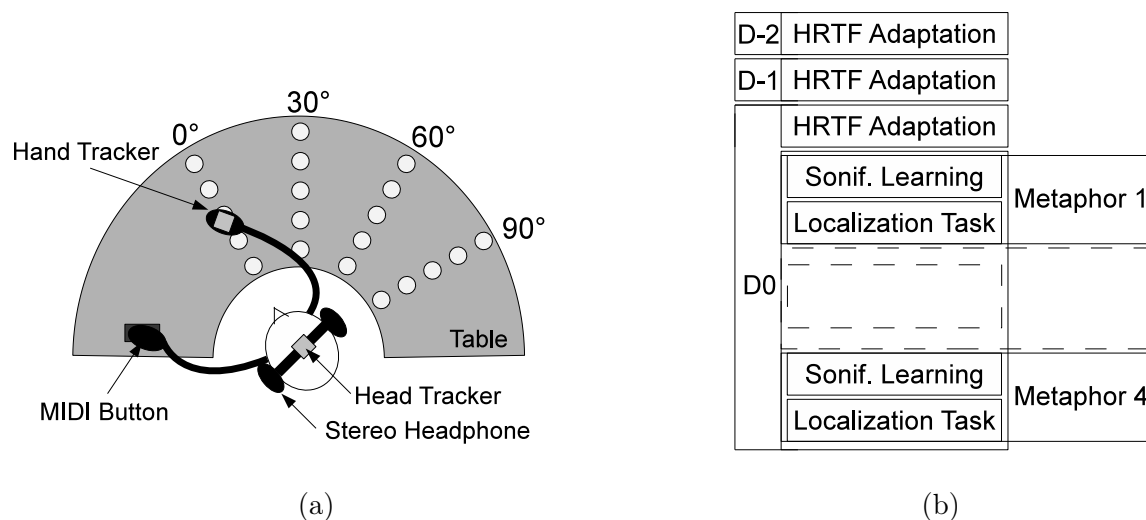 0°
30°
60°
90°
Hand Tracker
Table
MIDI Button
Head Tracker
Stereo Headphone
(a)
D-2
HRTF Adaptation
D-1
HRTF Adaptation
D0
HRTF Adaptation
Sonif. Learning
Localization Task
Metaphor 1
Sonif. Learning
Localization Task
Metaphor 4
(b)